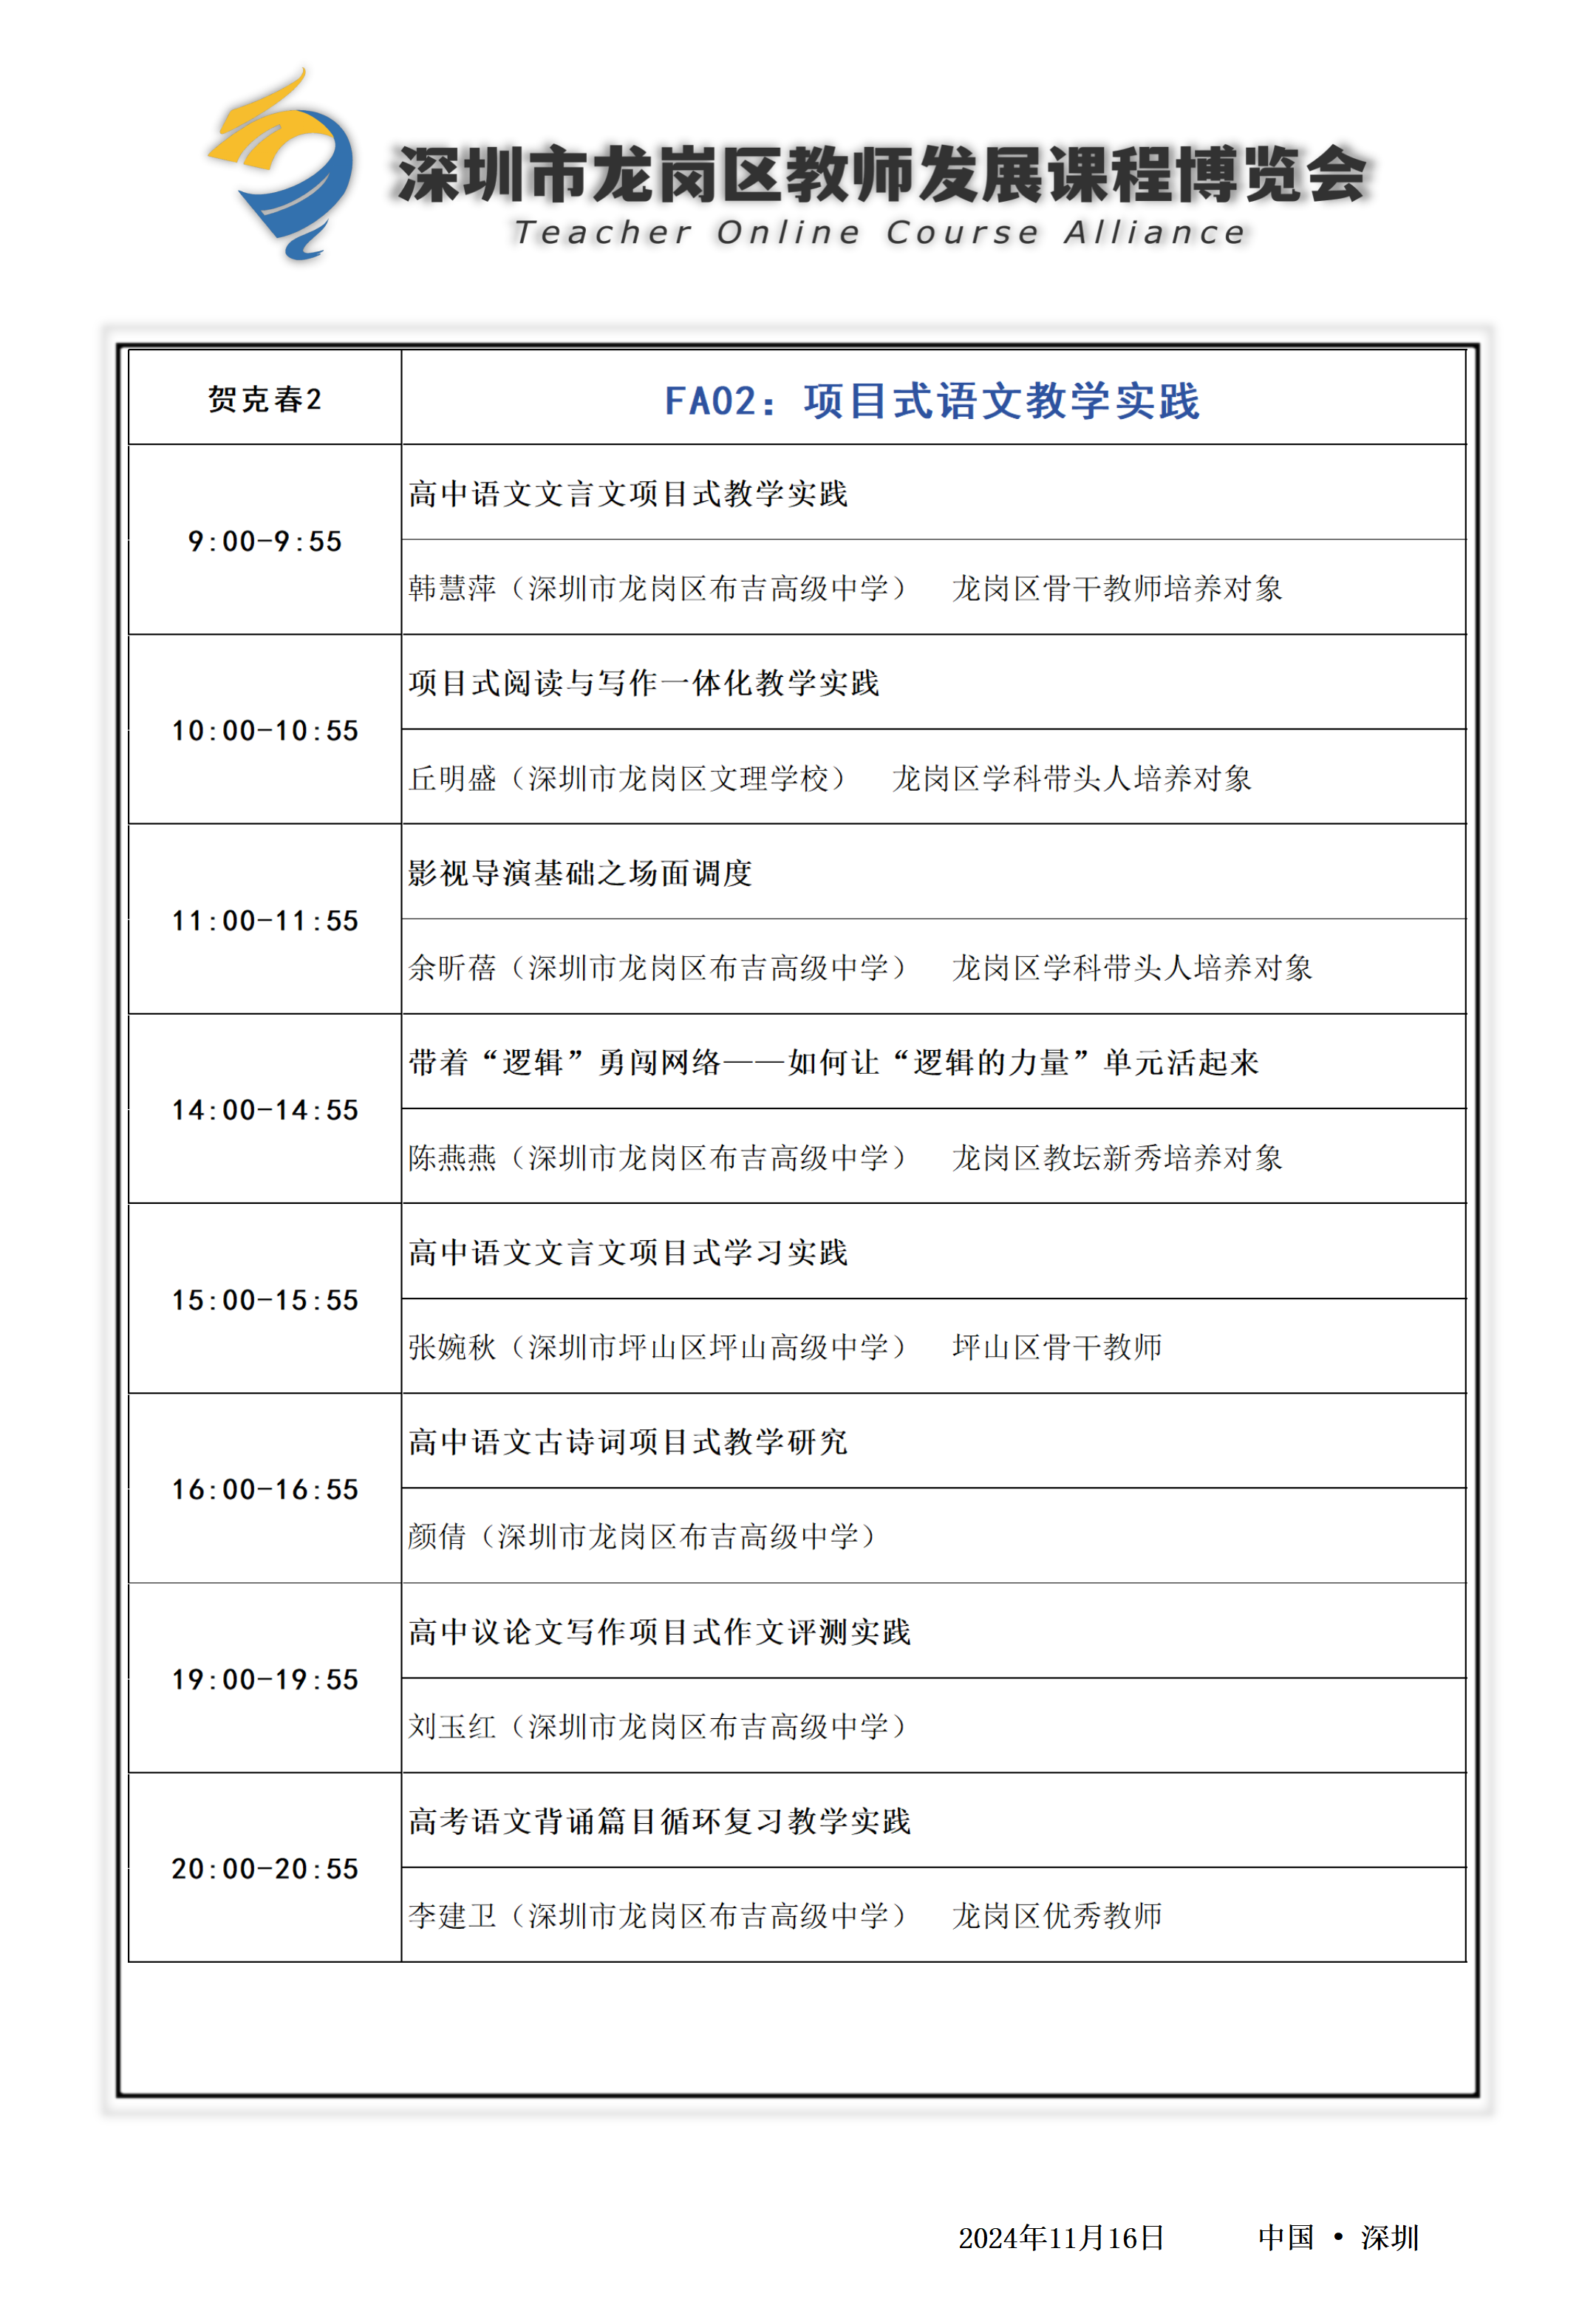 深圳市龙岗区教师发展课程博览会
Teacher Online Course Alliance
贺克春2
FA02：项目式语文教学实践
9:00-9:55
高中语文文言文项目式教学实践
韩慧萍（深圳市龙岗区布吉高级中学） 龙岗区骨干教师培养对象
10:00-10:55
项目式阅读与写作一体化教学实践
丘明盛（深圳市龙岗区文理学校） 龙岗区学科带头人培养对象
11:00-11:55
影视导演基础之场面调度
余昕蓓（深圳市龙岗区布吉高级中学） 龙岗区学科带头人培养对象
14:00-14:55
带着“逻辑”勇闯网络——如何让“逻辑的力量”单元活起来
陈燕燕（深圳市龙岗区布吉高级中学） 龙岗区教坛新秀培养对象
15:00-15:55
高中语文文言文项目式学习实践
张婉秋（深圳市坪山区坪山高级中学） 坪山区骨干教师
16:00-16:55
高中语文古诗词项目式教学研究
颜倩（深圳市龙岗区布吉高级中学）
19:00-19:55
高中议论文写作项目式作文评测实践
刘玉红（深圳市龙岗区布吉高级中学）
20:00-20:55
高考语文背诵篇目循环复习教学实践
李建卫（深圳市龙岗区布吉高级中学） 龙岗区优秀教师
2024年11月16日 中国 • 深圳